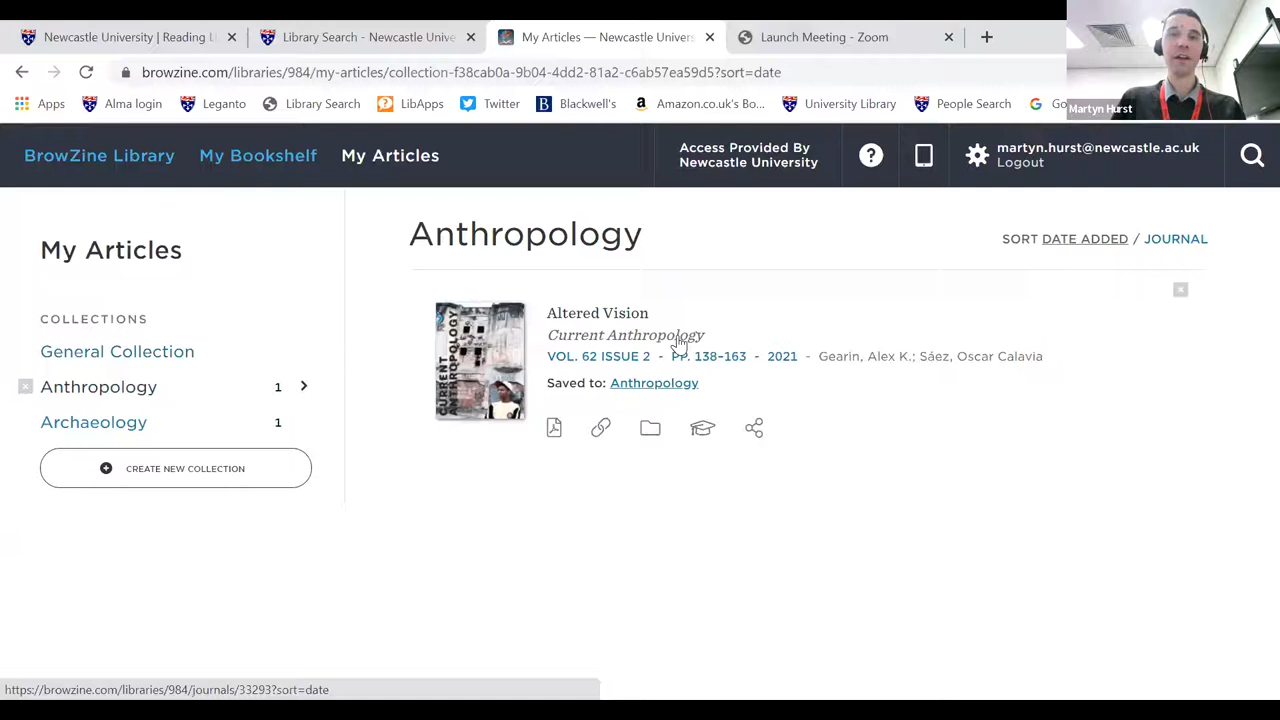 Newcastle University | Reading L
Library Search - Newcastle Unive
My Articles — Newcastle Univers
Launch Meeting - Zoom
browzine.com/libraries/984/my-articles/collection-f38cab0a-9b04-4dd2-81a2-c6ab57ea59d5?sort=date
Apps
Alma login
Leganto
Library Search
LibApps
Twitter
Blackwell's
Amazon.co.uk's Bo...
University Library
People Search
Go
Martyn Hurst
BrowZine Library
My Bookshelf
My Articles
Access Provided By
Newcastle University
martyn.hurst@newcastle.ac.uk
Logout
My Articles
COLLECTIONS
General Collection
Anthropology 1
Archaeology 1
CREATE NEW COLLECTION
Anthropology
SORT DATE ADDED / JOURNAL
CURRENT
ANTHROPOLOGY
Altered Vision
Current Anthropology
VOL. 62 ISSUE 2 - PP. 138–163 - 2021 - Gearin, Alex K.; Sáez, Oscar Calavia
Saved to: Anthropology
https://browzine.com/libraries/984/journals/33293?sort=date